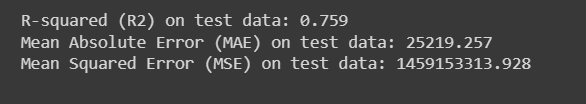 R-squared (R2) on test data: 0.759
Mean Absolute Error (MAE) on test data: 25219.257
Mean Squared Error (MSE) on test data: 1459153313.928